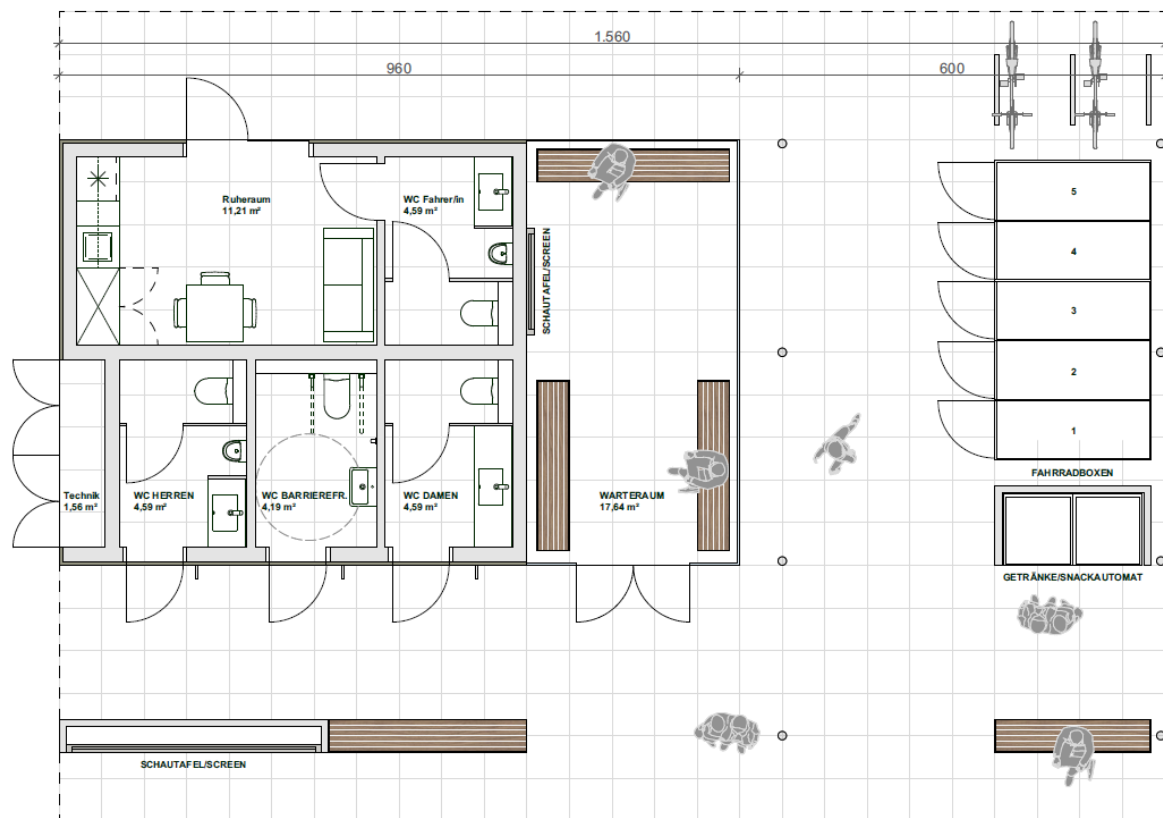 1.560
960
600
Ruheraum
11,21 m²
WC Fahrer/in
4,59 m²
SCHAUTAFEL/SCREEN
5
4
3
2
1
FAHRRADBOXEN
Technik
1,56 m²
WC HERREN
4,59 m²
WC BARRIEREFR.
4,19 m²
WC DAMEN
4,59 m²
WARTERAUM
17,64 m²
GETRÄNKE/SNACKAUTOMAT
SCHAUTAFEL/SCREEN